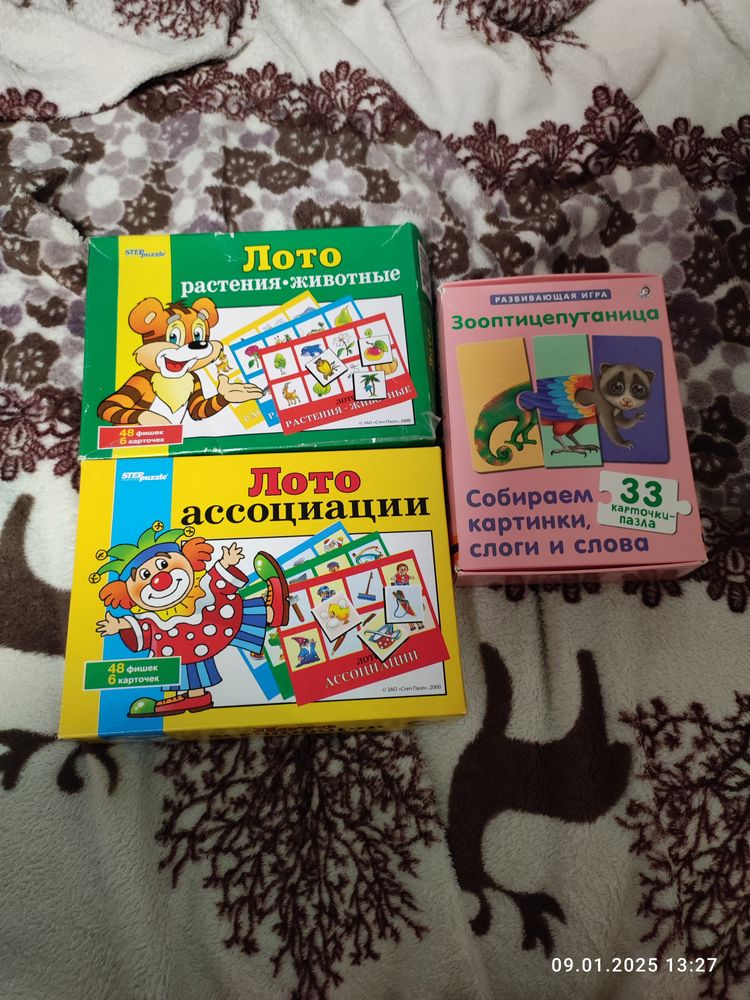 STEP puzzle
Лото
растения•животные
ЛОТО
РАСТЕНИЯ • ЖИВОТНЫЕ
48 фишек
6 карточек
© ЗАО «Степ Пазл», 2000
STEP puzzle
Лото
ассоциации
ЛОТО
АССОЦИАЦИИ
48 фишек
6 карточек
© ЗАО «Степ Пазл», 2000
РАЗВИВАЮЩАЯ ИГРА
Зооптицепутаница
Собираем
картинки,
слоги и слова
33
карточки-
пазла
09.01.2025 13:27